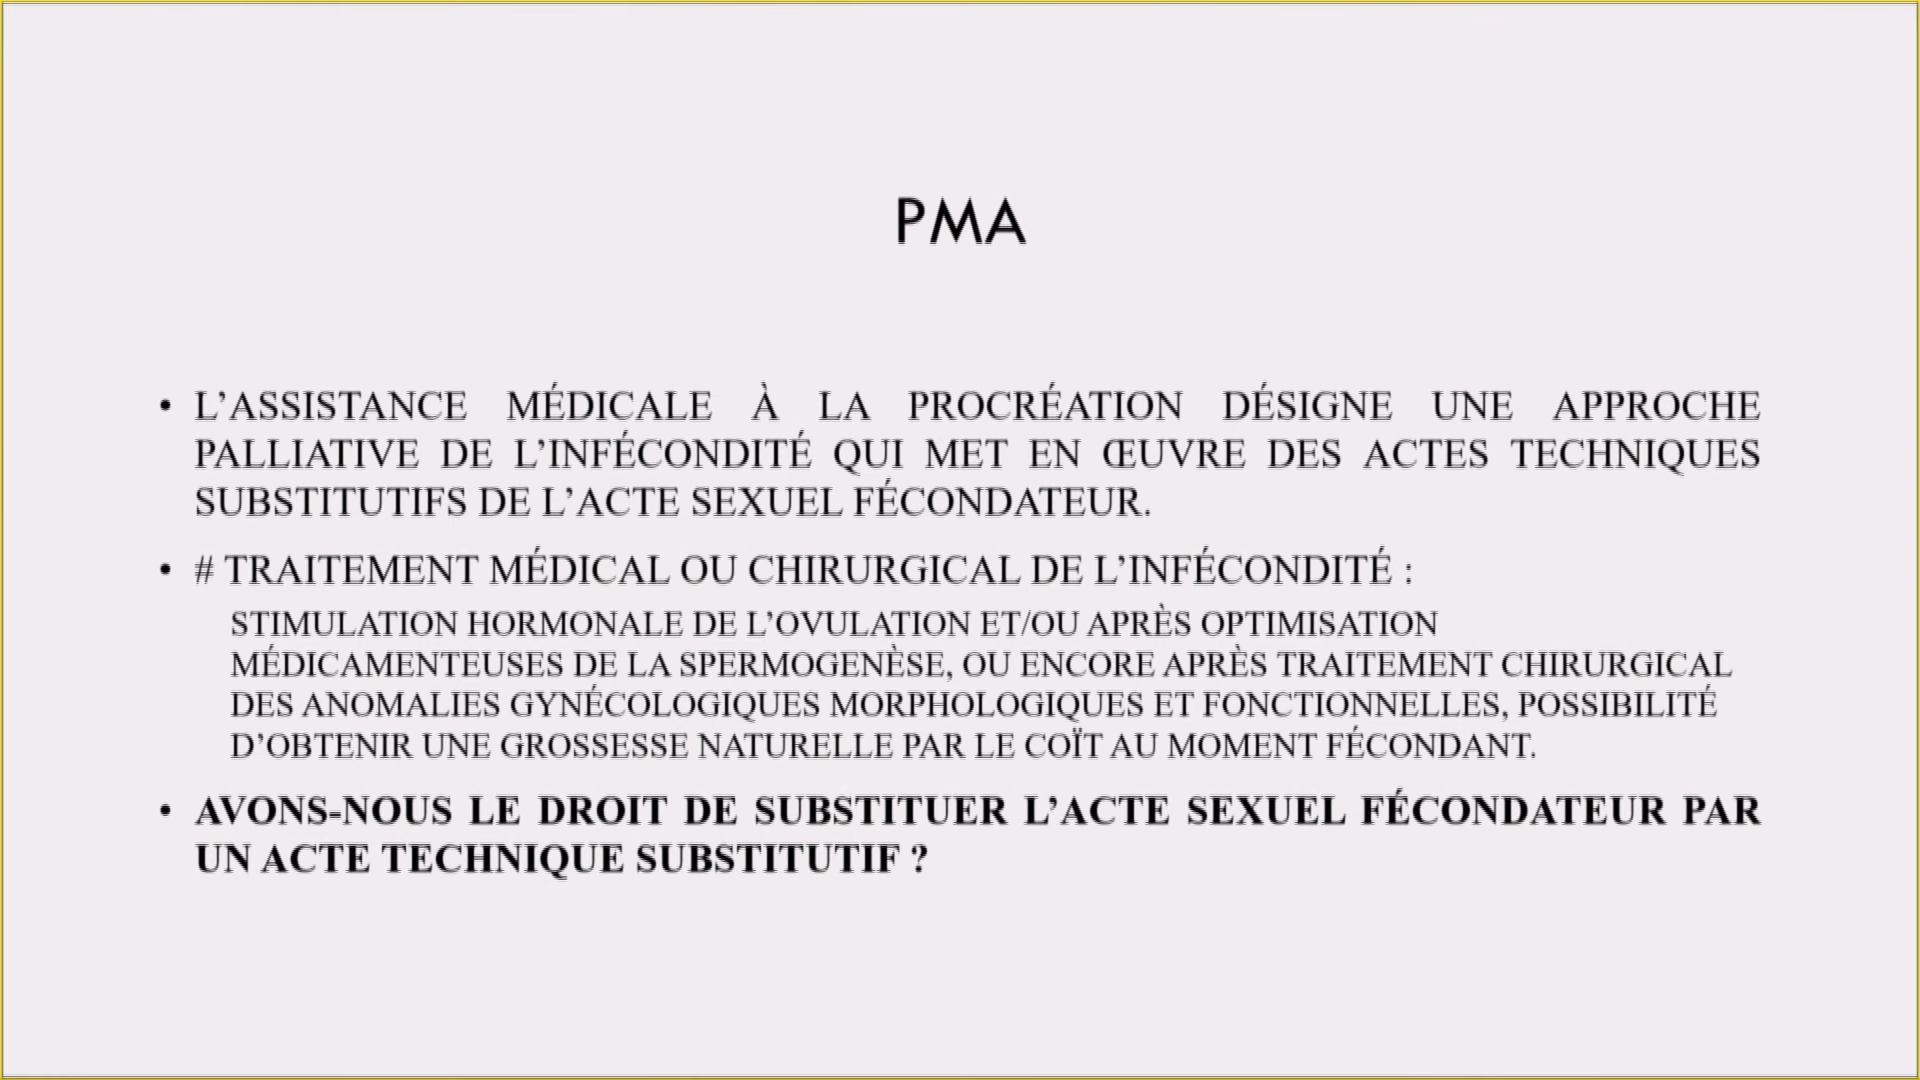 PMA
• L’ASSISTANCE MÉDICALE À LA PROCRÉATION DÉSIGNE UNE APPROCHE
PALLIATIVE DE L’INFÉCONDITÉ QUI MET EN ŒUVRE DES ACTES TECHNIQUES
SUBSTITUTIFS DE L’ACTE SEXUEL FÉCONDATEUR.
• # TRAITEMENT MÉDICAL OU CHIRURGICAL DE L’INFÉCONDITÉ :
STIMULATION HORMONALE DE L’OVULATION ET/OU APRÈS OPTIMISATION
MÉDICAMENTEUSES DE LA SPERMOGENÈSE, OU ENCORE APRÈS TRAITEMENT CHIRURGICAL
DES ANOMALIES GYNÉCOLOGIQUES MORPHOLOGIQUES ET FONCTIONNELLES, POSSIBILITÉ
D’OBTENIR UNE GROSSESSE NATURELLE PAR LE COÏT AU MOMENT FÉCONDANT.
• AVONS-NOUS LE DROIT DE SUBSTITUER L’ACTE SEXUEL FÉCONDATEUR PAR
UN ACTE TECHNIQUE SUBSTITUTIF ?